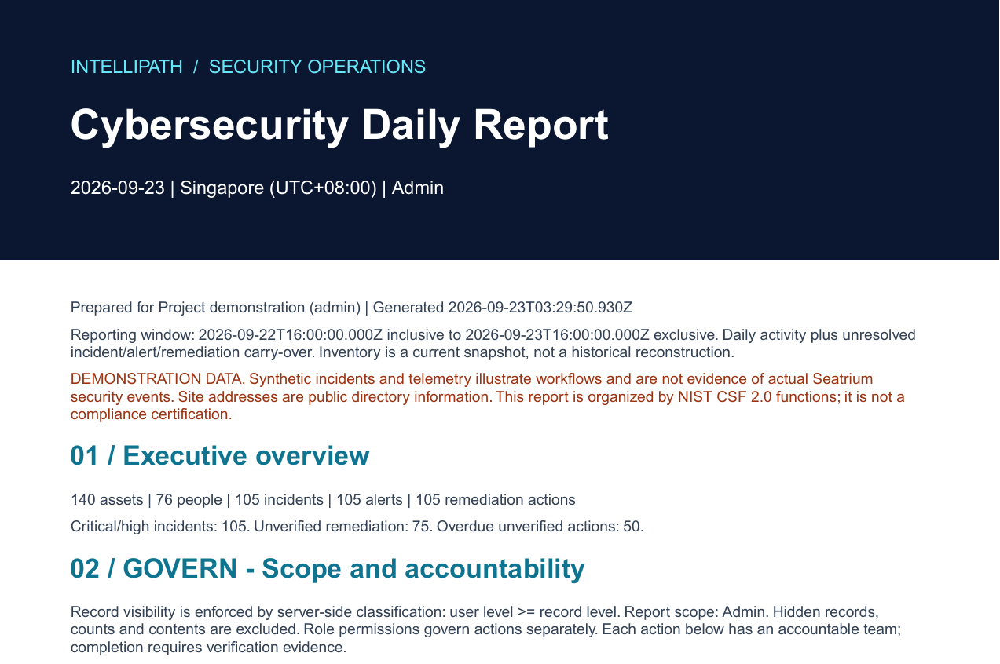 INTELLIPATH / SECURITY OPERATIONS
Cybersecurity Daily Report
2026-09-23 | Singapore (UTC+08:00) | Admin
Prepared for Project demonstration (admin) | Generated 2026-09-23T03:29:50.930Z
Reporting window: 2026-09-22T16:00:00.000Z inclusive to 2026-09-23T16:00:00.000Z exclusive. Daily activity plus unresolved
incident/alert/remediation carry-over. Inventory is a current snapshot, not a historical reconstruction.
DEMONSTRATION DATA. Synthetic incidents and telemetry illustrate workflows and are not evidence of actual Seatrium
security events. Site addresses are public directory information. This report is organized by NIST CSF 2.0 functions; it is not a
compliance certification.
01 / Executive overview
140 assets | 76 people | 105 incidents | 105 alerts | 105 remediation actions
Critical/high incidents: 105. Unverified remediation: 75. Overdue unverified actions: 50.
02 / GOVERN - Scope and accountability
Record visibility is enforced by server-side classification: user level >= record level. Report scope: Admin. Hidden records,
counts and contents are excluded. Role permissions govern actions separately. Each action below has an accountable team;
completion requires verification evidence.